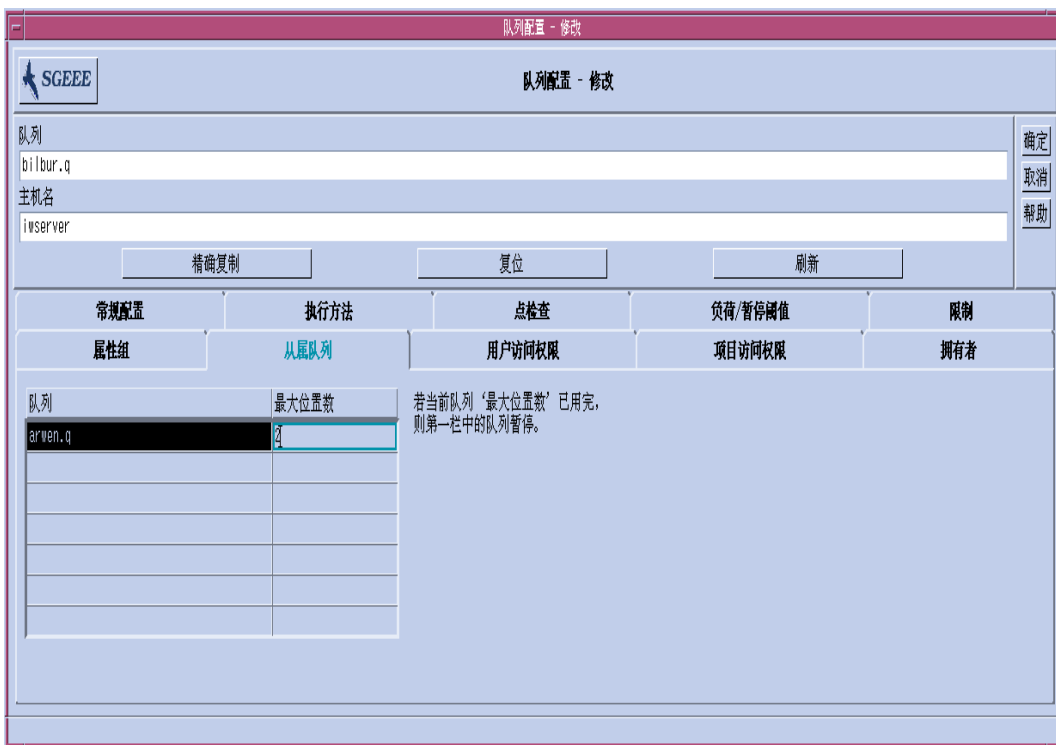 队列配置 - 修改
SGEEE
队列配置 - 修改
队列
bilbur.q
主机名
iwserver
确定
取消
帮助
精确复制 复位 刷新
常规配置 执行方法 点检查 负荷/暂停阈值 限制
属性组 从属队列 用户访问权限 项目访问权限 拥有者
队列 最大位置数
arwen.q 2
若当前队列‘最大位置数’已用完，
则第一栏中的队列暂停。